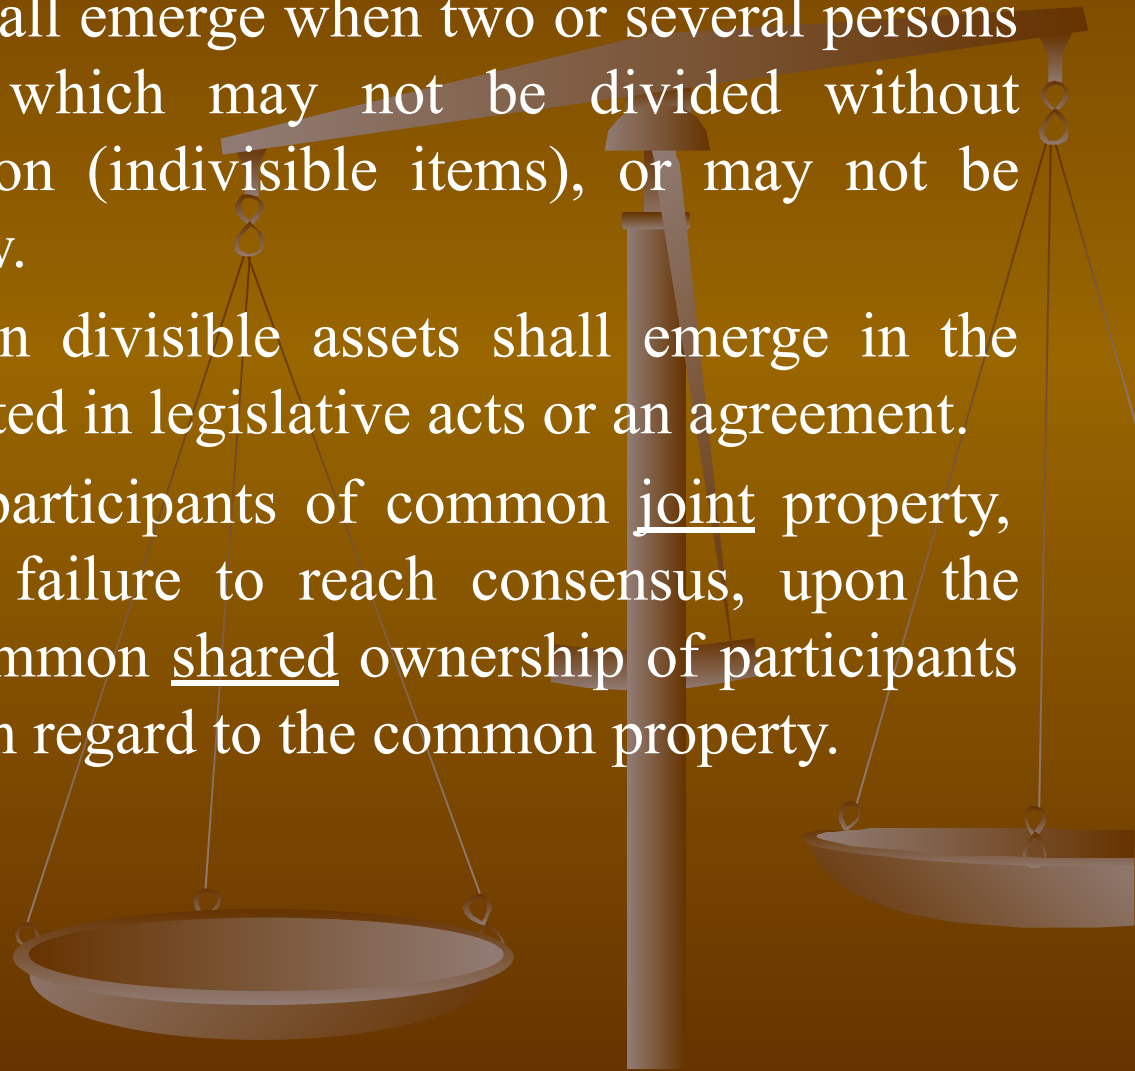 all emerge when two or several persons
which may not be divided without
on (indivisible items), or may not be
y.
n divisible assets shall emerge in the
ted in legislative acts or an agreement.
participants of common joint property,
failure to reach consensus, upon the
mmon shared ownership of participants
regard to the common property.